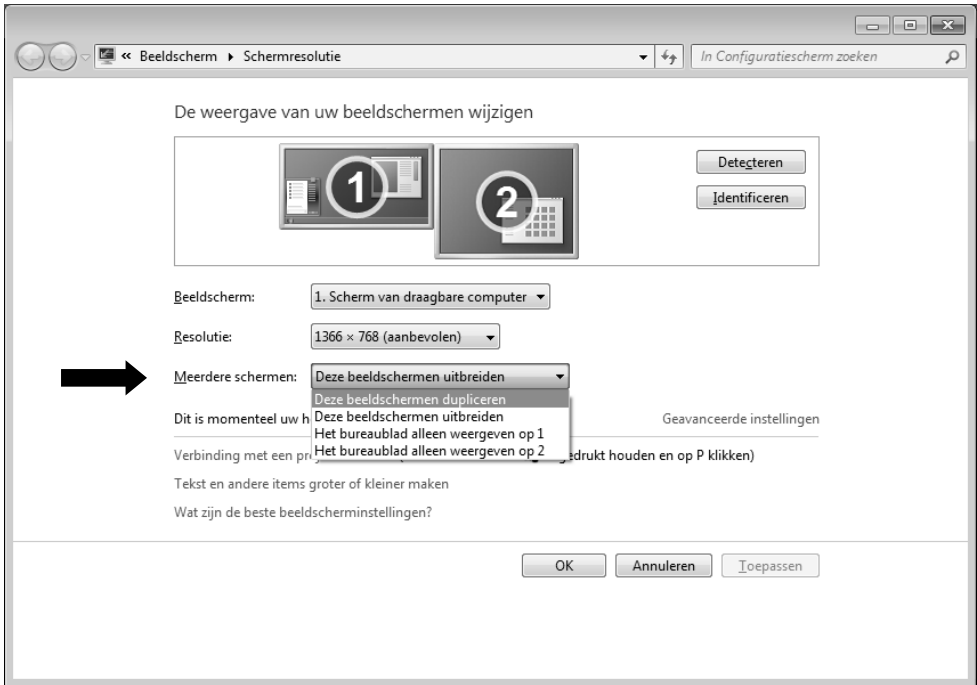 « Beeldscherm ▸ Schermresolutie
In Configuratiescherm zoeken
De weergave van uw beeldschermen wijzigen
1
2
Detecteren
Identificeren
Beeldscherm:
1. Scherm van draagbare computer
Resolutie:
1366 × 768 (aanbevolen)
Meerdere schermen:
Deze beeldschermen uitbreiden
Deze beeldschermen dupliceren
Deze beeldschermen uitbreiden
Het bureaublad alleen weergeven op 1
Het bureaublad alleen weergeven op 2
Dit is momenteel uw h
Geavanceerde instellingen
Verbinding met een pr
edrukt houden en op P klikken)
Tekst en andere items groter of kleiner maken
Wat zijn de beste beeldscherminstellingen?
OK
Annuleren
Toepassen